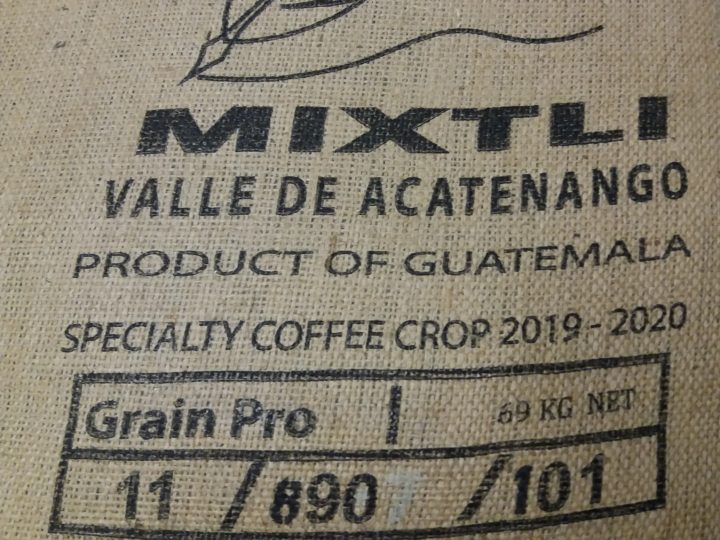 MIXTLI
VALLE DE ACATENANGO
PRODUCT OF GUATEMALA
SPECIALTY COFFEE CROP 2019 - 2020
Grain Pro | 69 KG NET
11 / 890 / 101